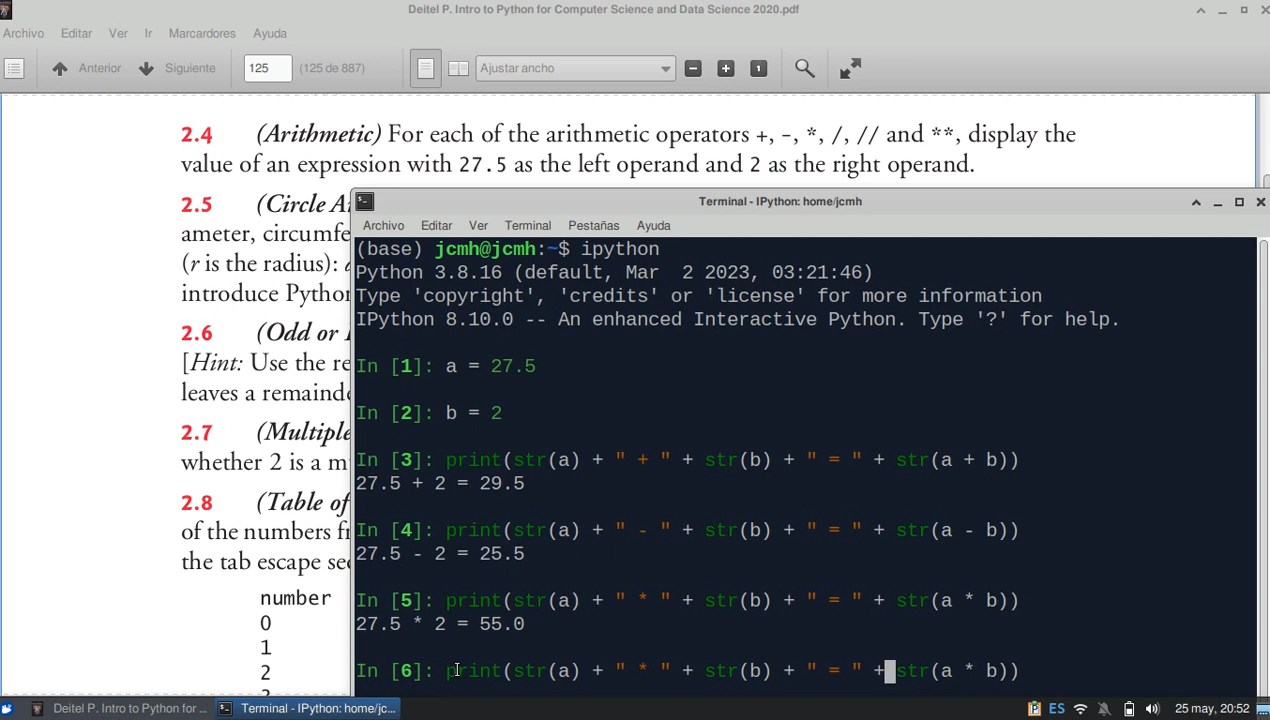 Deitel P. Intro to Python for Computer Science and Data Science 2020.pdf
Archivo Editar Ver Ir Marcardores Ayuda
Anterior Siguiente 125 (125 de 887) Ajustar ancho
2.4 (Arithmetic) For each of the arithmetic operators +, -, *, /, // and **, display the
value of an expression with 27.5 as the left operand and 2 as the right operand.
2.5 (Circle
ameter, circumfe
(r is the radius):
introduce Python
2.6 (Odd or
[Hint: Use the re
leaves a remainde
2.7 (Multiple
whether 2 is a m
2.8 (Table of
of the numbers fr
the tab escape se
number
0
1
2
Terminal - IPython: home/jcmh
Archivo Editar Ver Terminal Pestañas Ayuda
(base) jcmh@jcmh:~$ ipython
Python 3.8.16 (default, Mar  2 2023, 03:21:46)
Type 'copyright', 'credits' or 'license' for more information
IPython 8.10.0 -- An enhanced Interactive Python. Type '?' for help.
In [1]: a = 27.5
In [2]: b = 2
In [3]: print(str(a) + " + " + str(b) + " = " + str(a + b))
27.5 + 2 = 29.5
In [4]: print(str(a) + " - " + str(b) + " = " + str(a - b))
27.5 - 2 = 25.5
In [5]: print(str(a) + " * " + str(b) + " = " + str(a * b))
27.5 * 2 = 55.0
In [6]: print(str(a) + " * " + str(b) + " = " + str(a * b))
Deitel P. Intro to Python for ... Terminal - IPython: home/jc... ES 25 may, 20:52